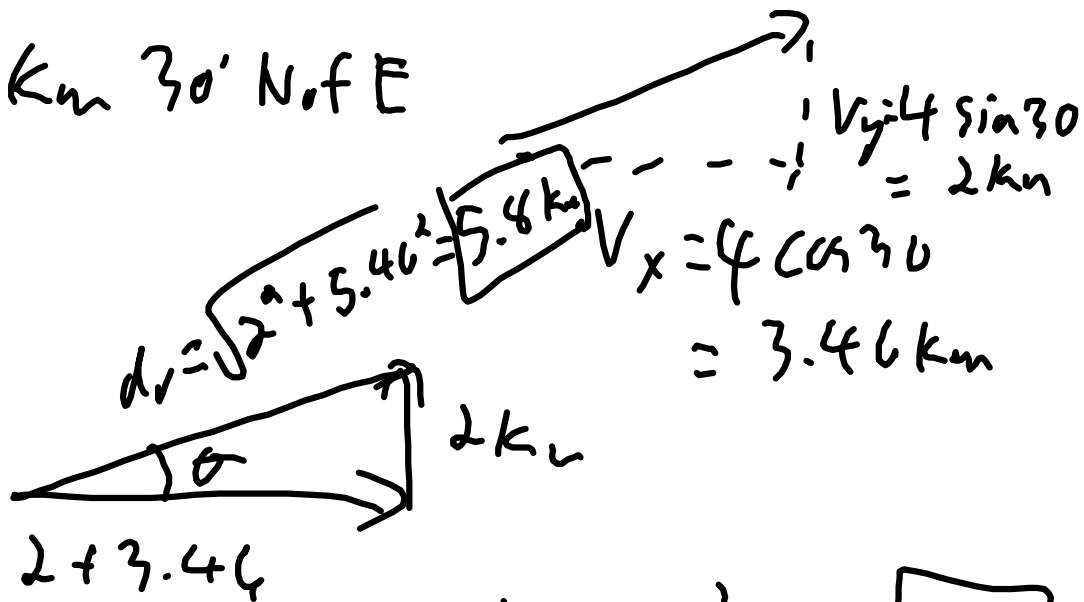 Km 30° N of E
Vy=4 sin30
= 2km
Vx =4 cos30
= 3.46km
dr=√2²+5.46²=5.8km
2km
θ
2+3.46